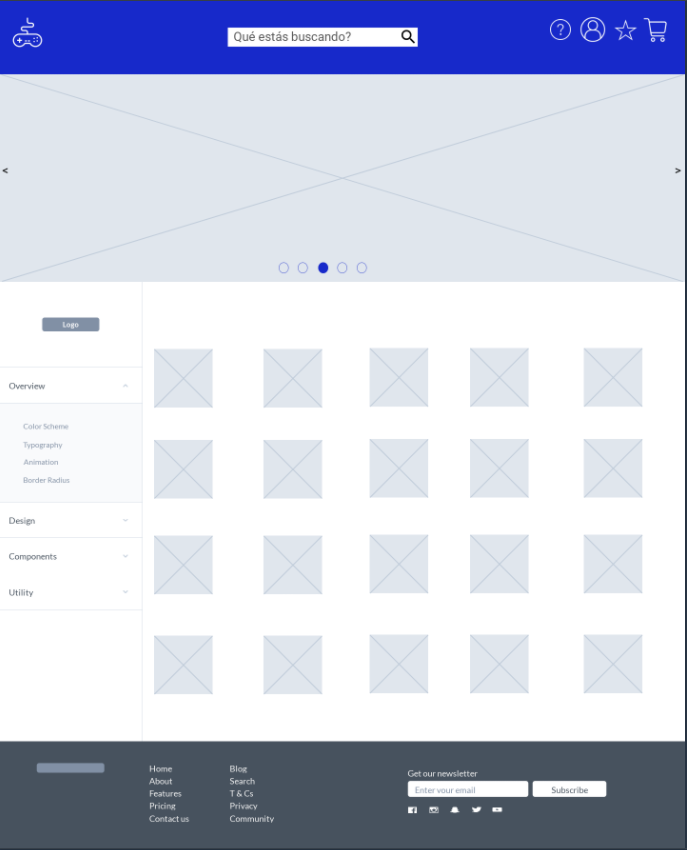 Qué estás buscando?
?
<
>
Logo
Overview
Color Scheme
Typography
Animation
Border Radius
Design
Components
Utility
Home
About
Features
Pricing
Contact us
Blog
Search
T & Cs
Privacy
Community
Get our newsletter
Enter your email
Subscribe